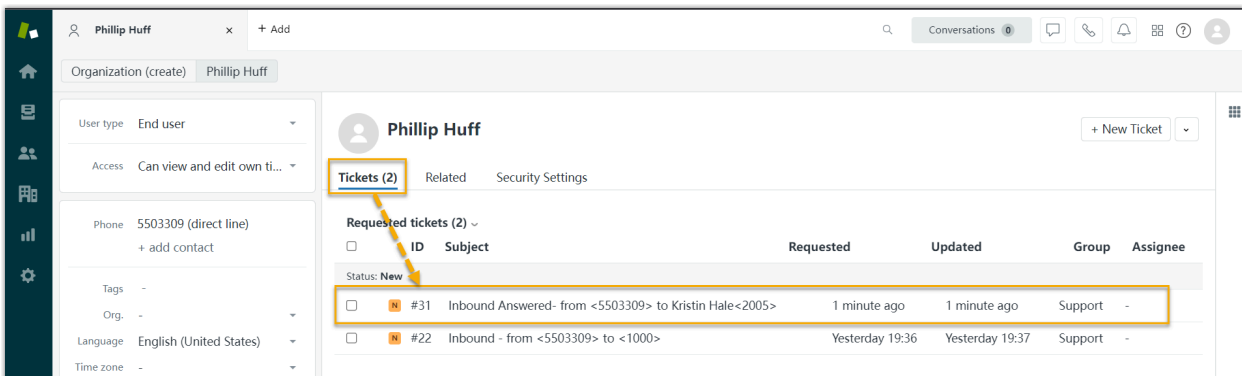 Phillip Huff × + Add Conversations 0
Organization (create) Phillip Huff
User type End user
Access Can view and edit own ti...
Phone 5503309 (direct line)
+ add contact
Tags -
Org. -
Language English (United States)
Time zone -
Phillip Huff
+ New Ticket
Tickets (2) Related Security Settings
Requested tickets (2)
ID Subject Requested Updated Group Assignee
Status: New
N #31 Inbound Answered- from <5503309> to Kristin Hale<2005> 1 minute ago 1 minute ago Support -
N #22 Inbound - from <5503309> to <1000> Yesterday 19:36 Yesterday 19:37 Support -